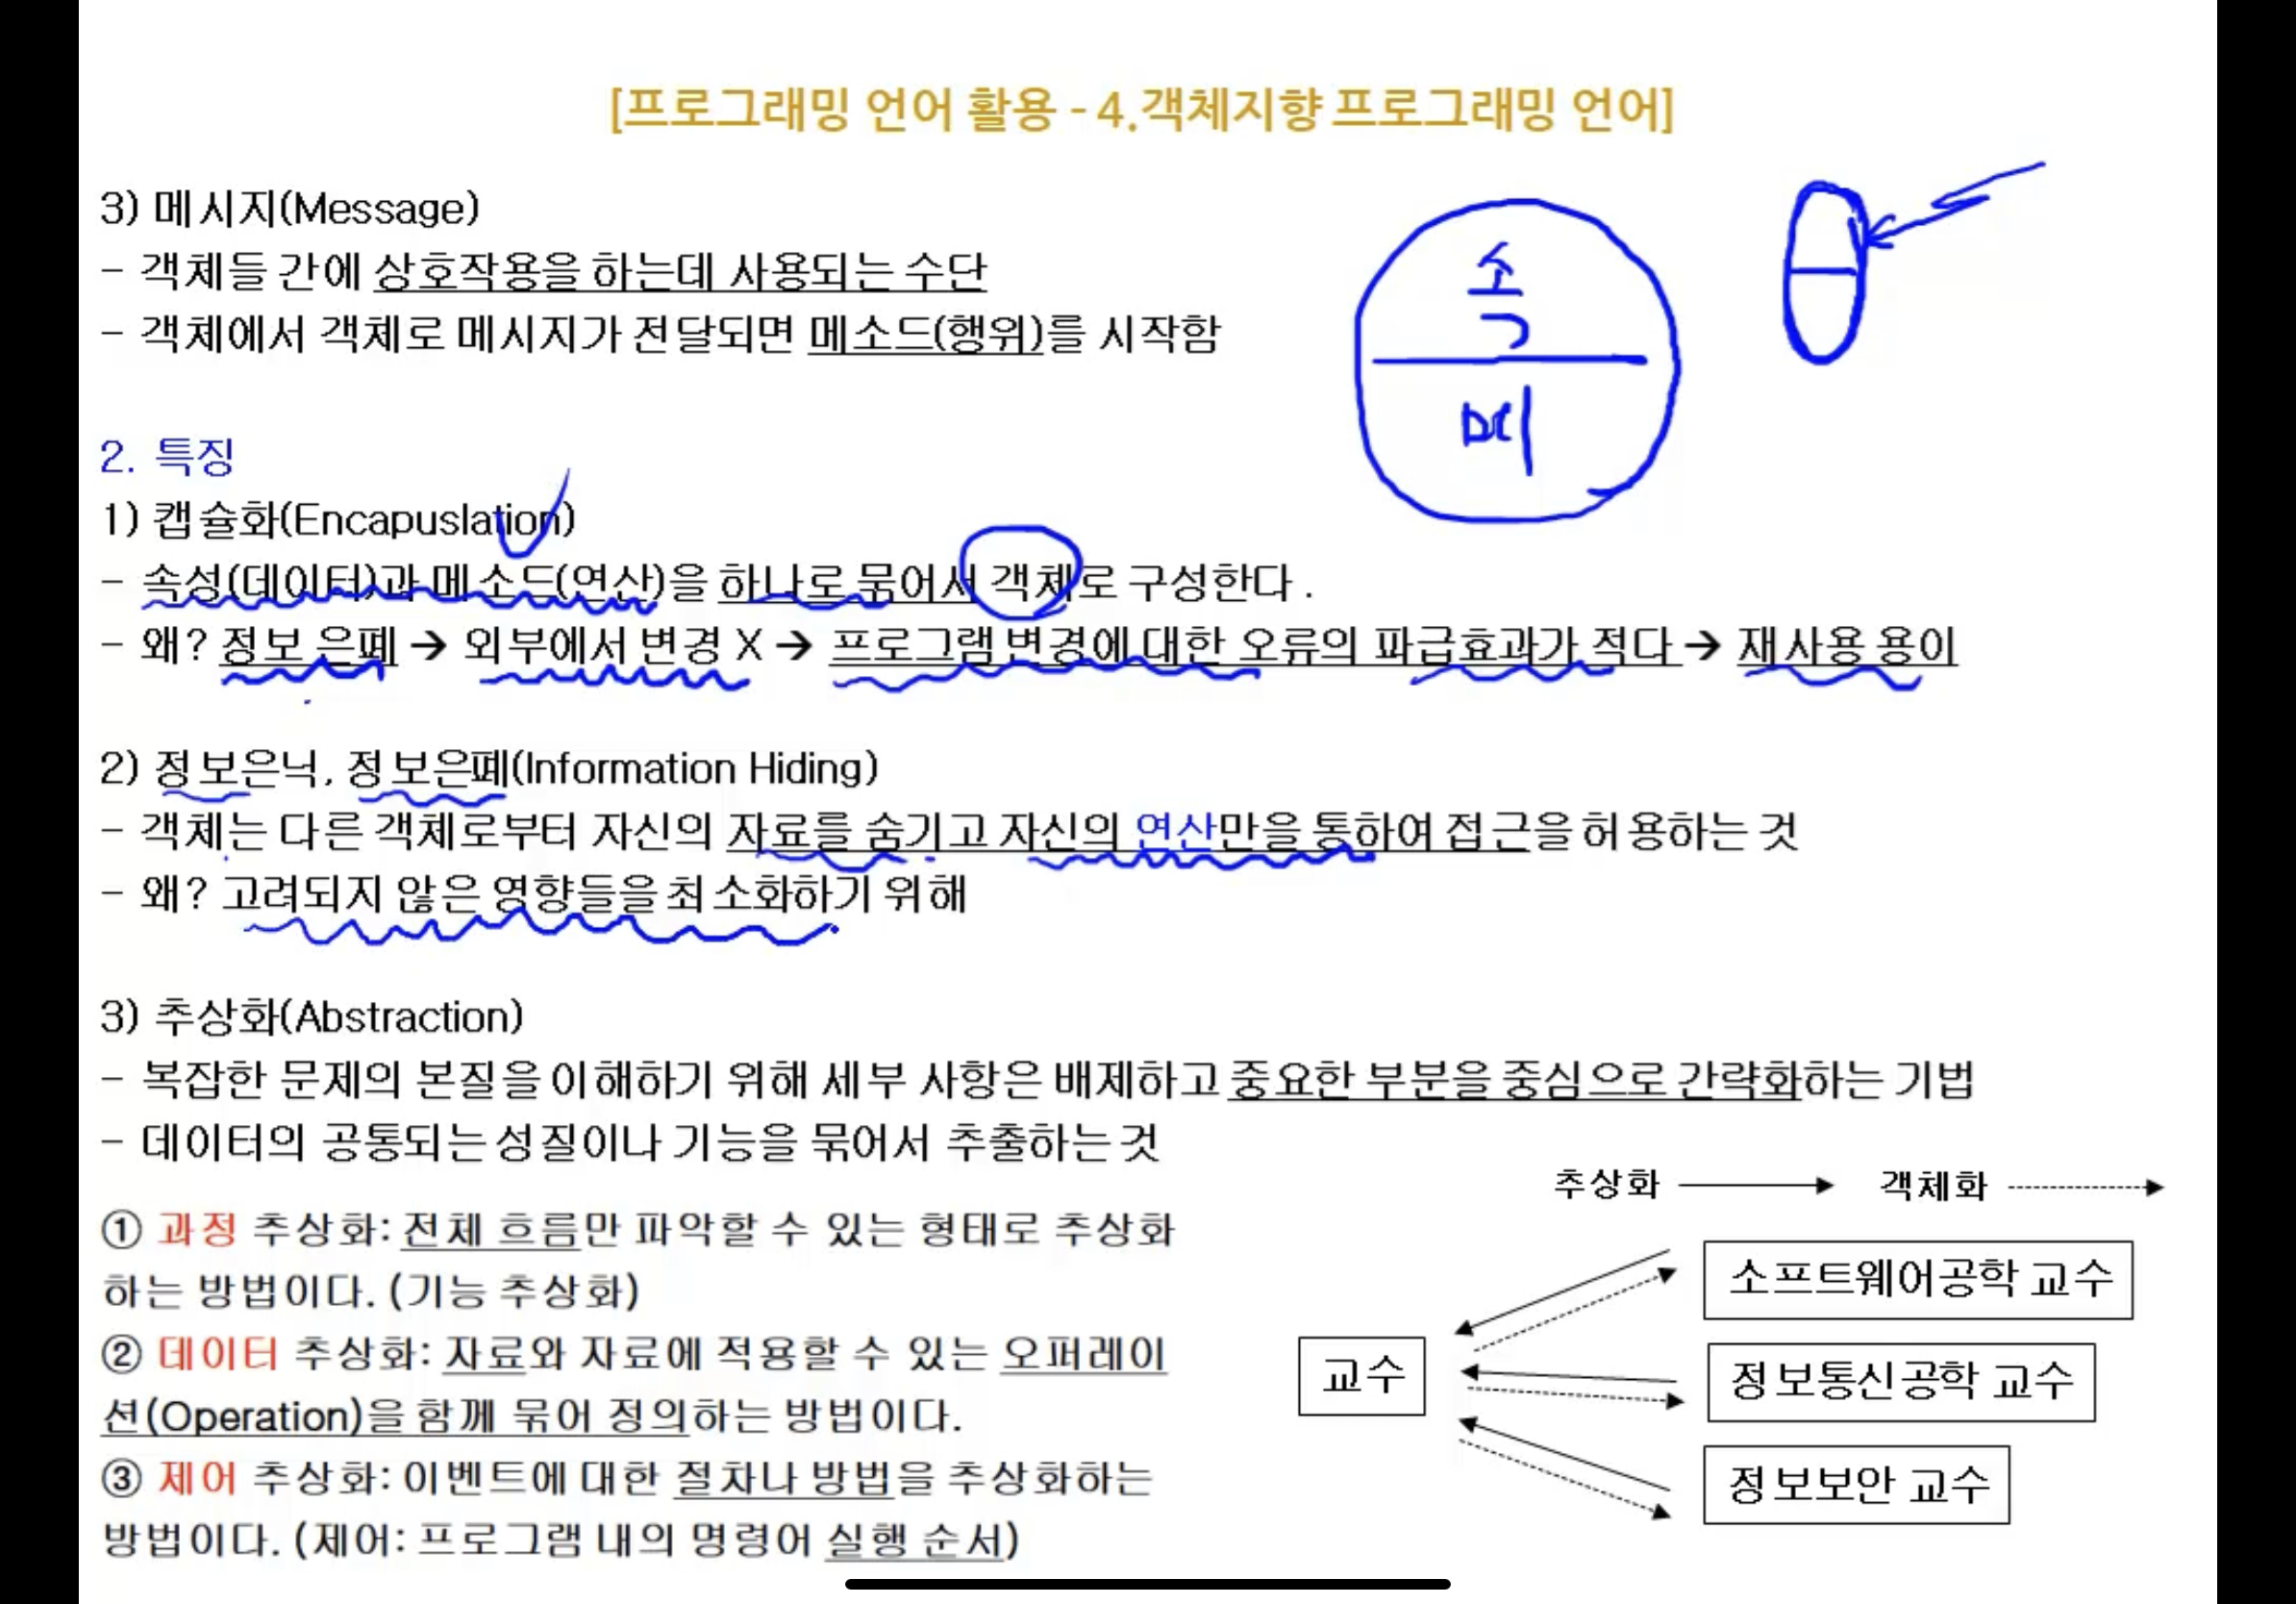 [프로그래밍 언어 활용 - 4.객체지향 프로그래밍 언어]
3) 메시지(Message)
- 객체들 간에 상호작용을 하는데 사용되는 수단
- 객체에서 객체로 메시지가 전달되면 메소드(행위)를 시작함
속
메
2. 특징
1) 캡슐화(Encapuslation)
- 속성(데이터)과 메소드(연산)을 하나로 묶어서 객체로 구성한다.
- 왜? 정보 은폐 → 외부에서 변경 X → 프로그램 변경에 대한 오류의 파급효과가 적다 → 재사용 용이
2) 정보은닉, 정보은폐(Information Hiding)
- 객체는 다른 객체로부터 자신의 자료를 숨기고 자신의 연산만을 통하여 접근을 허용하는 것
- 왜? 고려되지 않은 영향들을 최소화하기 위해
3) 추상화(Abstraction)
- 복잡한 문제의 본질을 이해하기 위해 세부 사항은 배제하고 중요한 부분을 중심으로 간략화하는 기법
- 데이터의 공통되는 성질이나 기능을 묶어서 추출하는 것
① 과정 추상화: 전체 흐름만 파악할 수 있는 형태로 추상화
하는 방법이다. (기능 추상화)
② 데이터 추상화: 자료와 자료에 적용할 수 있는 오퍼레이
션(Operation)을 함께 묶어 정의하는 방법이다.
③ 제어 추상화: 이벤트에 대한 절차나 방법을 추상화하는
방법이다. (제어: 프로그램 내의 명령어 실행 순서)
추상화 객체화
교수
소프트웨어공학 교수
정보통신공학 교수
정보보안 교수